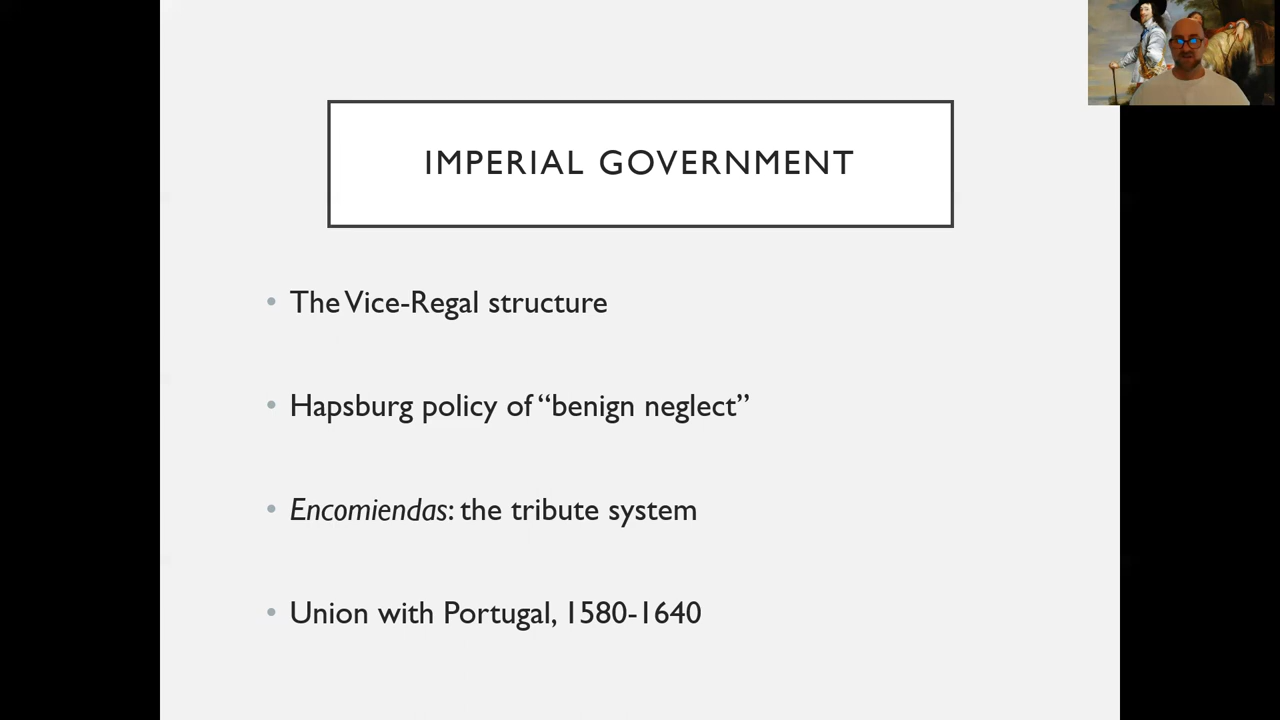 IMPERIAL GOVERNMENT
• The Vice-Regal structure
• Hapsburg policy of “benign neglect”
• Encomiendas: the tribute system
• Union with Portugal, 1580-1640